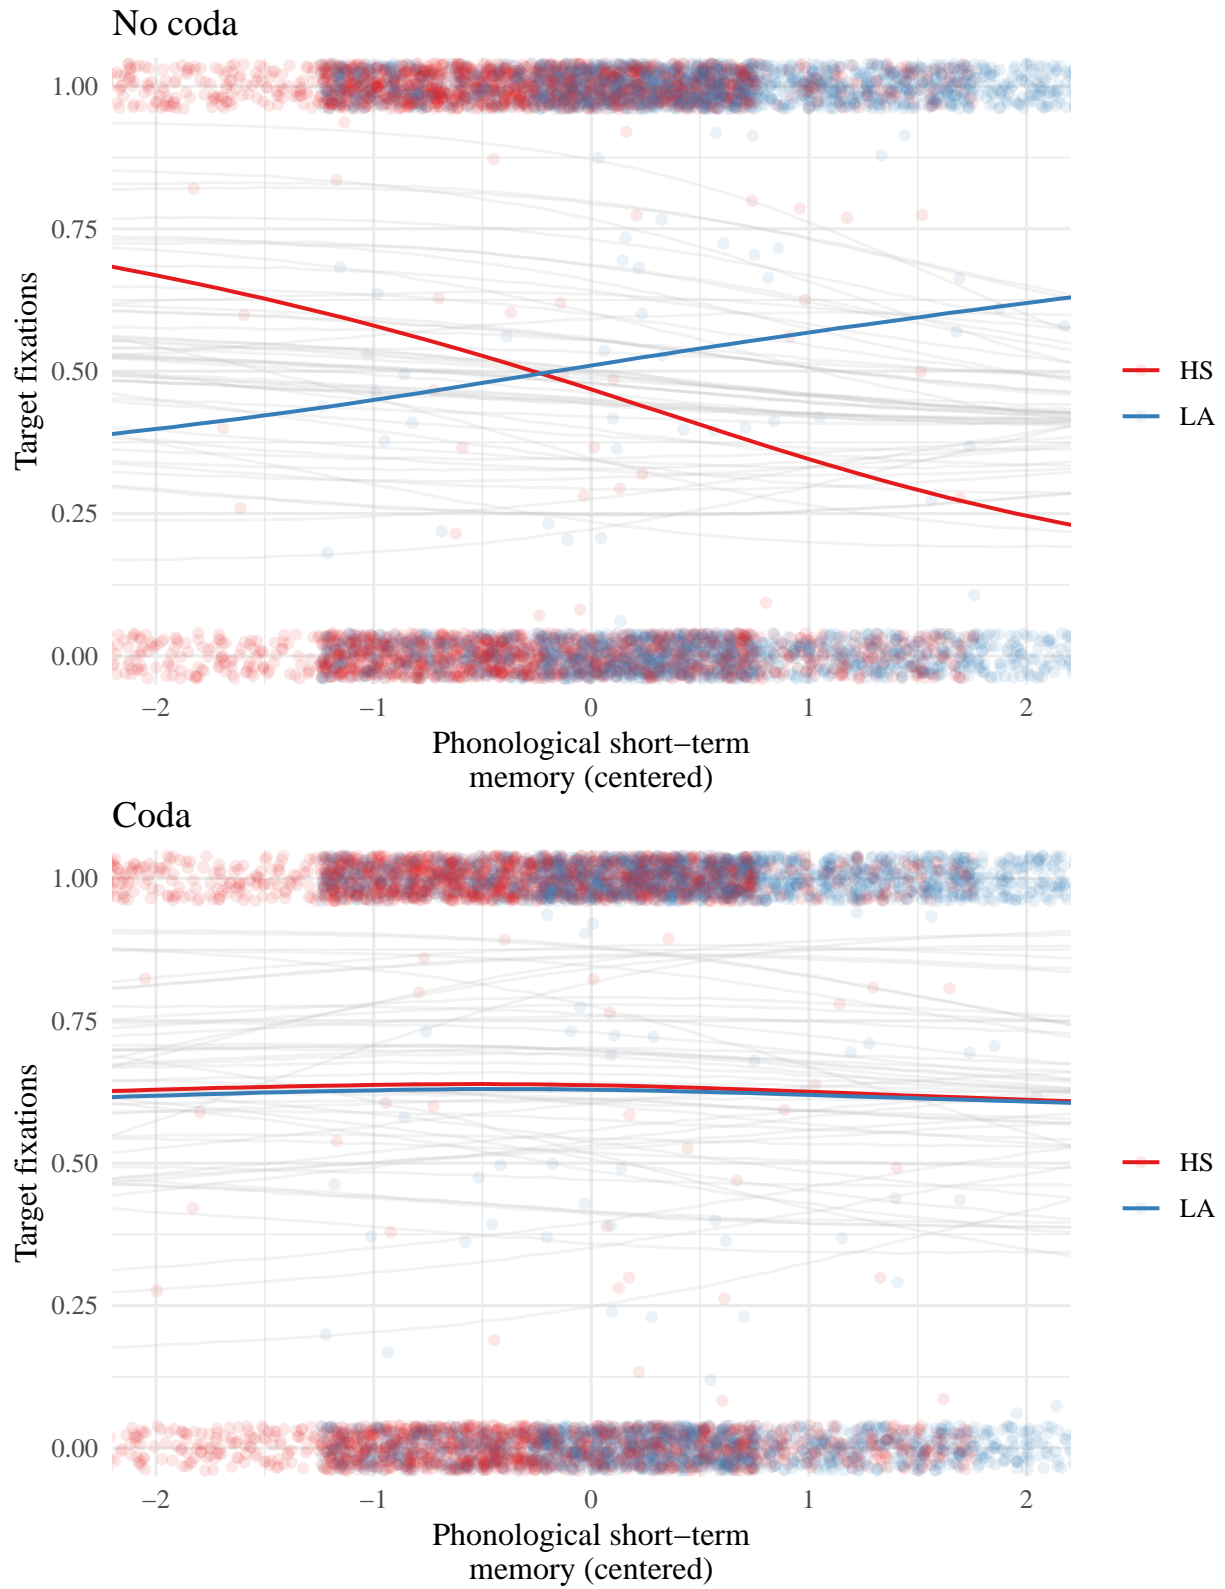 No coda
1.00
0.75
0.50
0.25
0.00
Target fixations
−2 −1 0 1 2
Phonological short−term
memory (centered)
HS
LA
Coda
1.00
0.75
0.50
0.25
0.00
Target fixations
−2 −1 0 1 2
Phonological short−term
memory (centered)
HS
LA